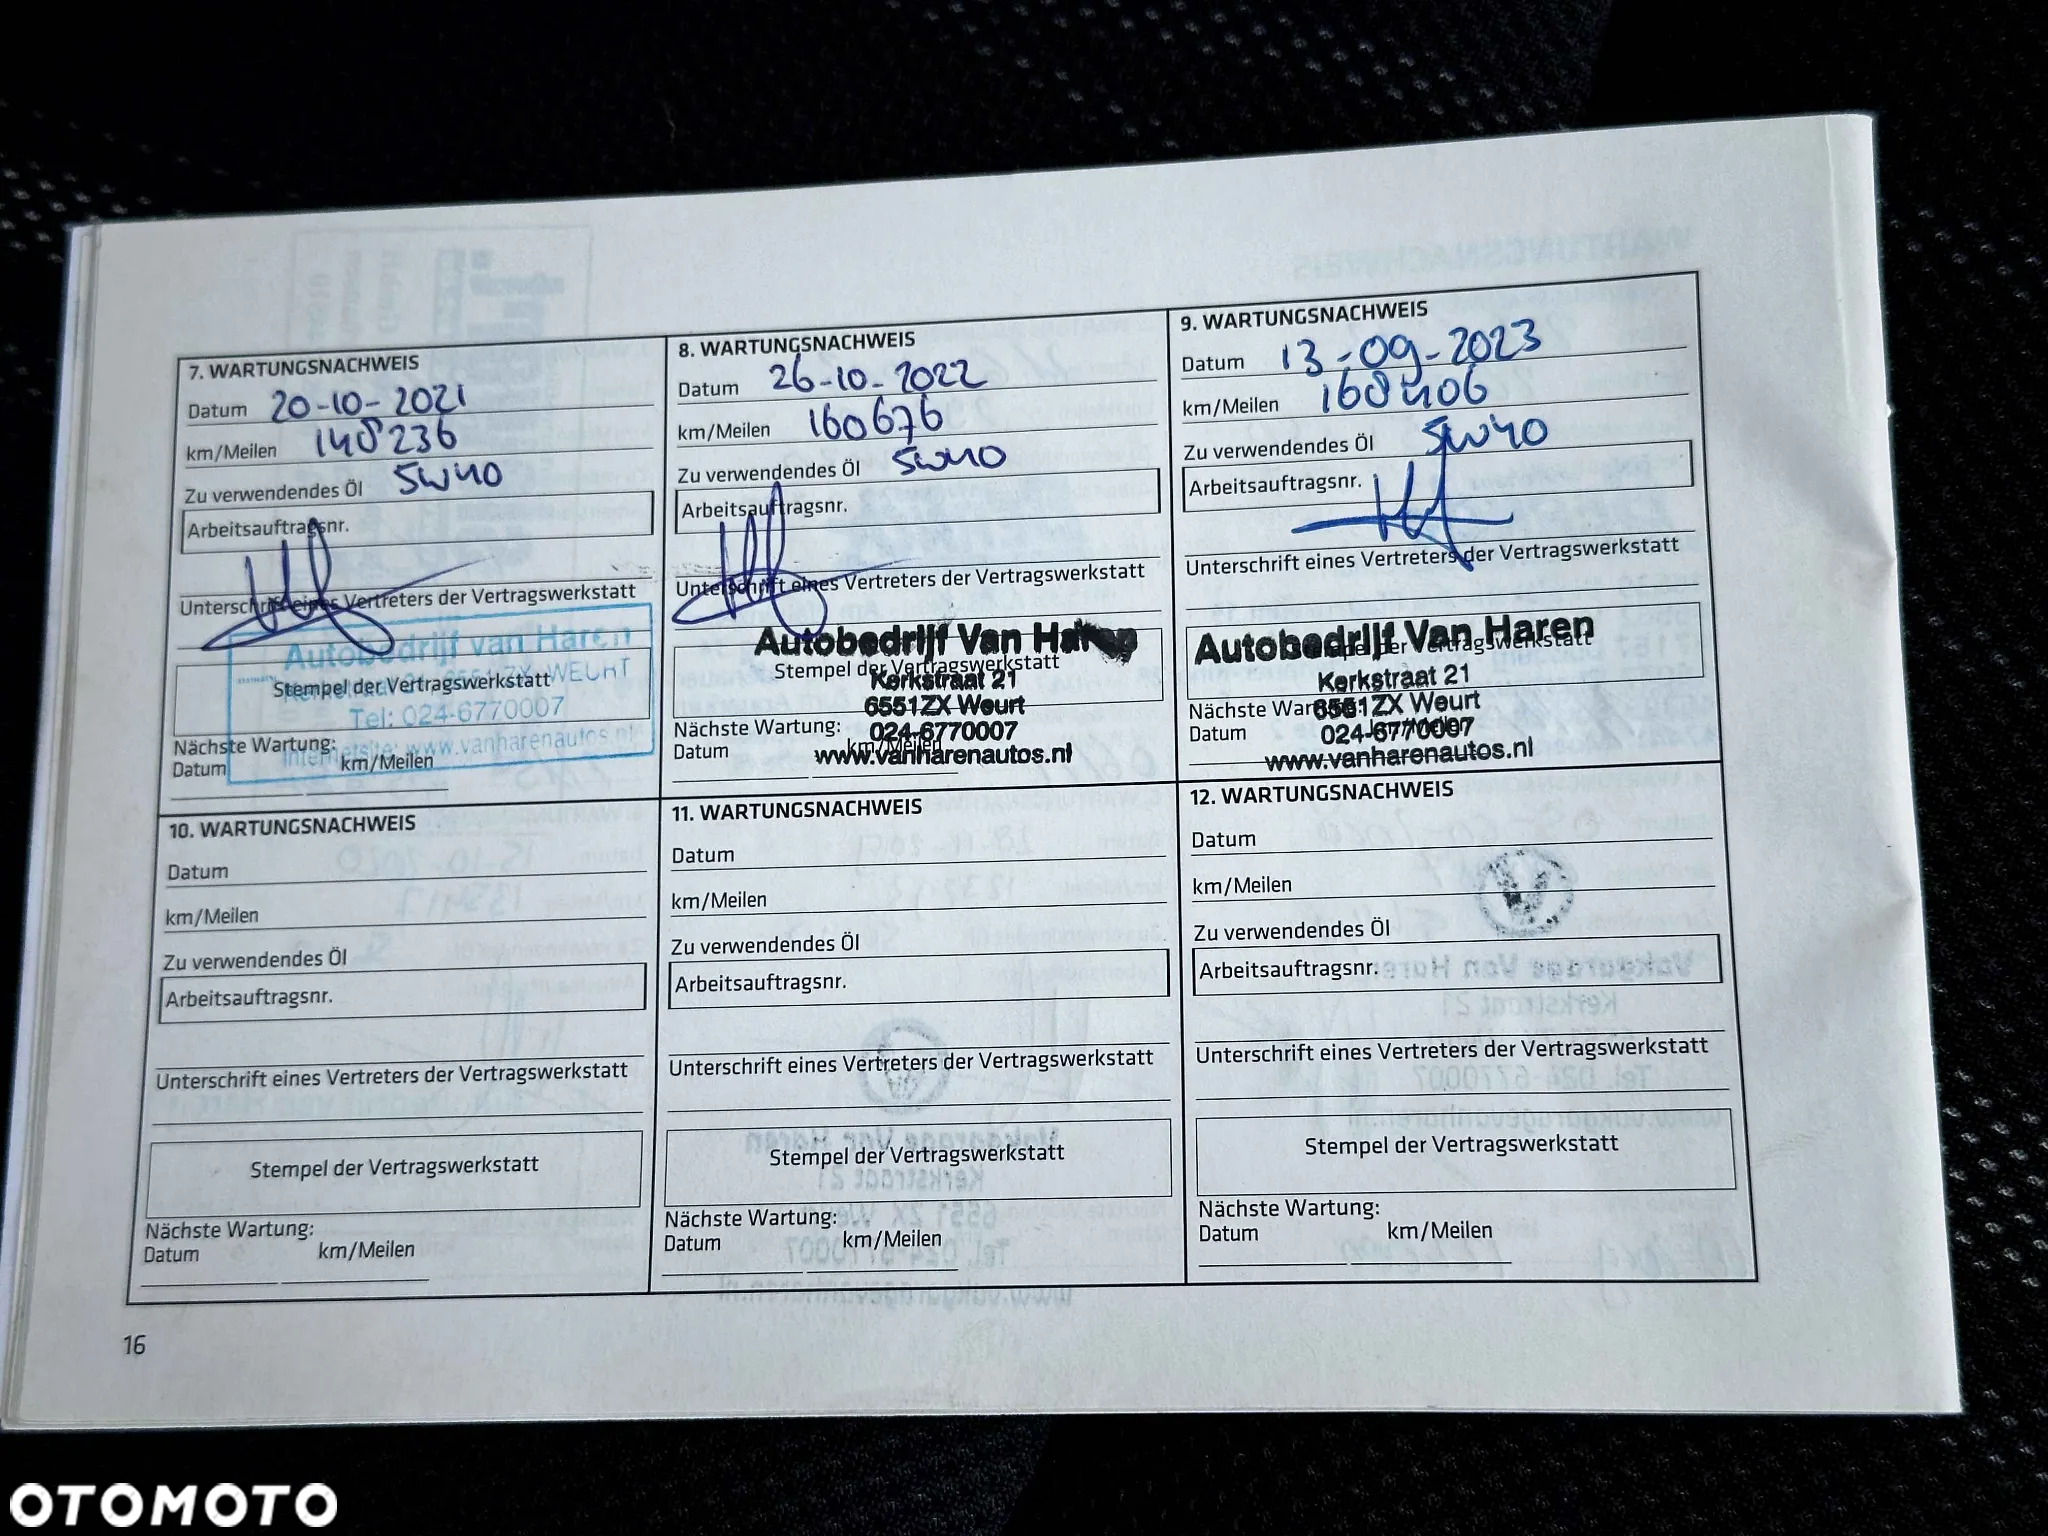 7. WARTUNGSNACHWEIS
Datum 20-10-2021
km/Meilen 148236
Zu verwendendes Öl 5W40
Arbeitsauftragsnr.
Unterschrift eines Vertreters der Vertragswerkstatt
Autobedrijf van Haren
6551 ZX WEURT
Stempel der Vertragswerkstatt
Tel: 024-6770007
Nächste Wartung:
Internetsite: www.vanharenautos.nl
Datum km/Meilen
8. WARTUNGSNACHWEIS
Datum 26-10-2022
km/Meilen 160676
Zu verwendendes Öl 5W40
Arbeitsauftragsnr.
Unterschrift eines Vertreters der Vertragswerkstatt
Autobedrijf Van Haren
Stempel der Vertragswerkstatt
Kerkstraat 21
6551ZX Weurt
Nächste Wartung:
024-6770007
Datum km/Meilen
www.vanharenautos.nl
9. WARTUNGSNACHWEIS
Datum 13-09-2023
km/Meilen 168406
Zu verwendendes Öl 5W40
Arbeitsauftragsnr.
Unterschrift eines Vertreters der Vertragswerkstatt
Autobedrijf Van Haren
Stempel der Vertragswerkstatt
Kerkstraat 21
6551ZX Weurt
Nächste Wartung:
024-6770007
Datum km/Meilen
www.vanharenautos.nl
10. WARTUNGSNACHWEIS
Datum
km/Meilen
Zu verwendendes Öl
Arbeitsauftragsnr.
Unterschrift eines Vertreters der Vertragswerkstatt
Stempel der Vertragswerkstatt
Nächste Wartung:
Datum km/Meilen
11. WARTUNGSNACHWEIS
Datum
km/Meilen
Zu verwendendes Öl
Arbeitsauftragsnr.
Unterschrift eines Vertreters der Vertragswerkstatt
Stempel der Vertragswerkstatt
Nächste Wartung:
Datum km/Meilen
12. WARTUNGSNACHWEIS
Datum
km/Meilen
Zu verwendendes Öl
Arbeitsauftragsnr.
Unterschrift eines Vertreters der Vertragswerkstatt
Stempel der Vertragswerkstatt
Nächste Wartung:
Datum km/Meilen
16
OTOMOTO